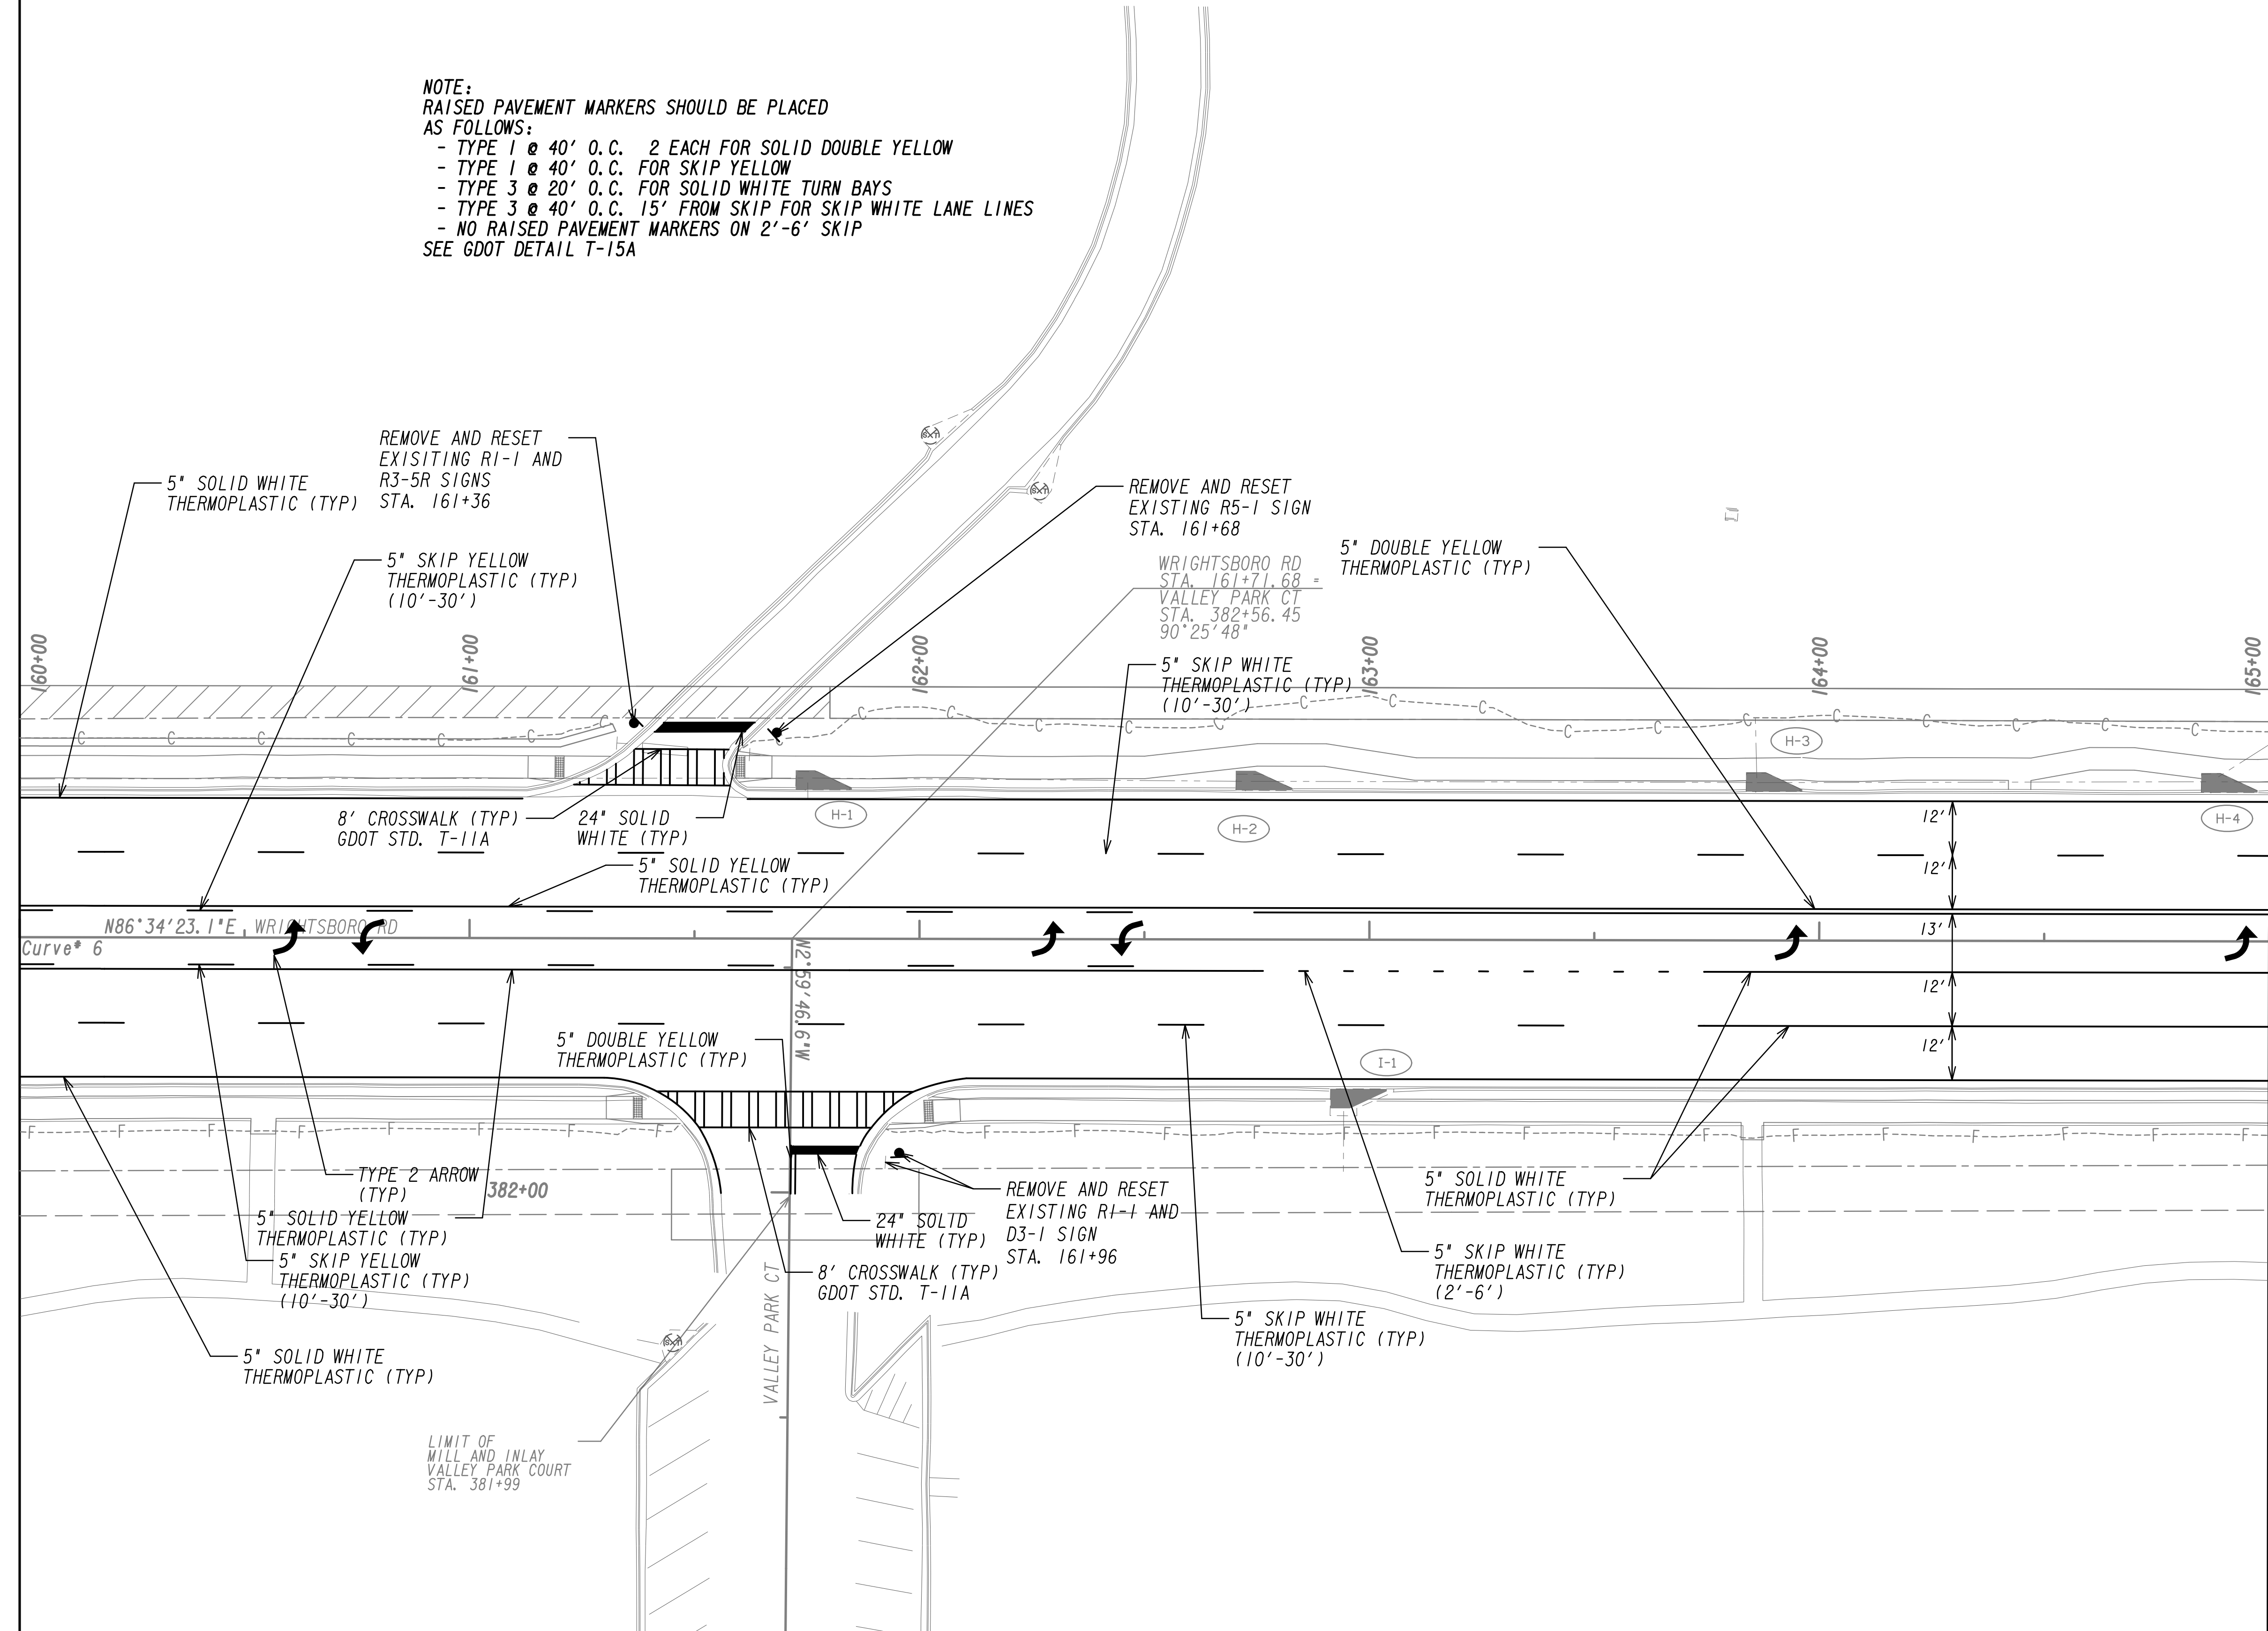 NOTE:
RAISED PAVEMENT MARKERS SHOULD BE PLACED
AS FOLLOWS:
- TYPE 1 @ 40' O.C. 2 EACH FOR SOLID DOUBLE YELLOW
- TYPE 1 @ 40' O.C. FOR SKIP YELLOW
- TYPE 3 @ 20' O.C. FOR SOLID WHITE TURN BAYS
- TYPE 3 @ 40' O.C. 15' FROM SKIP FOR SKIP WHITE LANE LINES
- NO RAISED PAVEMENT MARKERS ON 2'-6' SKIP
SEE GDOT DETAIL T-15A
REMOVE AND RESET
EXISITING R1-1 AND
R3-5R SIGNS
STA. 161+36
5" SOLID WHITE
THERMOPLASTIC (TYP)
5" SKIP YELLOW
THERMOPLASTIC (TYP)
(10'-30')
REMOVE AND RESET
EXISTING R5-1 SIGN
STA. 161+68
WRIGHTSBORO RD
STA. 161+71.68 =
VALLEY PARK CT
STA. 382+56.45
90°25'48"
5" DOUBLE YELLOW
THERMOPLASTIC (TYP)
5" SKIP WHITE
THERMOPLASTIC (TYP)
(10'-30')
160+00
161+00
162+00
163+00
164+00
165+00
C C C C C C C
C C C C C C C C C C C C C C C C
H-1
H-2
H-3
H-4
8' CROSSWALK (TYP)
GDOT STD. T-11A
24" SOLID
WHITE (TYP)
5" SOLID YELLOW
THERMOPLASTIC (TYP)
12'
12'
13'
12'
12'
N86°34'23.1"E WRIGHTSBORO RD
Curve# 6
N2°59'46.6"W
5" DOUBLE YELLOW
THERMOPLASTIC (TYP)
I-1
F F F F F F F F
F F F F F F F F F F F F F F
TYPE 2 ARROW
(TYP)
382+00
5" SOLID YELLOW
THERMOPLASTIC (TYP)
5" SKIP YELLOW
THERMOPLASTIC (TYP)
(10'-30')
5" SOLID WHITE
THERMOPLASTIC (TYP)
24" SOLID
WHITE (TYP)
REMOVE AND RESET
EXISTING R1-1 AND
D3-1 SIGN
STA. 161+96
8' CROSSWALK (TYP)
GDOT STD. T-11A
5" SOLID WHITE
THERMOPLASTIC (TYP)
5" SKIP WHITE
THERMOPLASTIC (TYP)
(2'-6')
5" SKIP WHITE
THERMOPLASTIC (TYP)
(10'-30')
VALLEY PARK CT
LIMIT OF
MILL AND INLAY
VALLEY PARK COURT
STA. 381+99